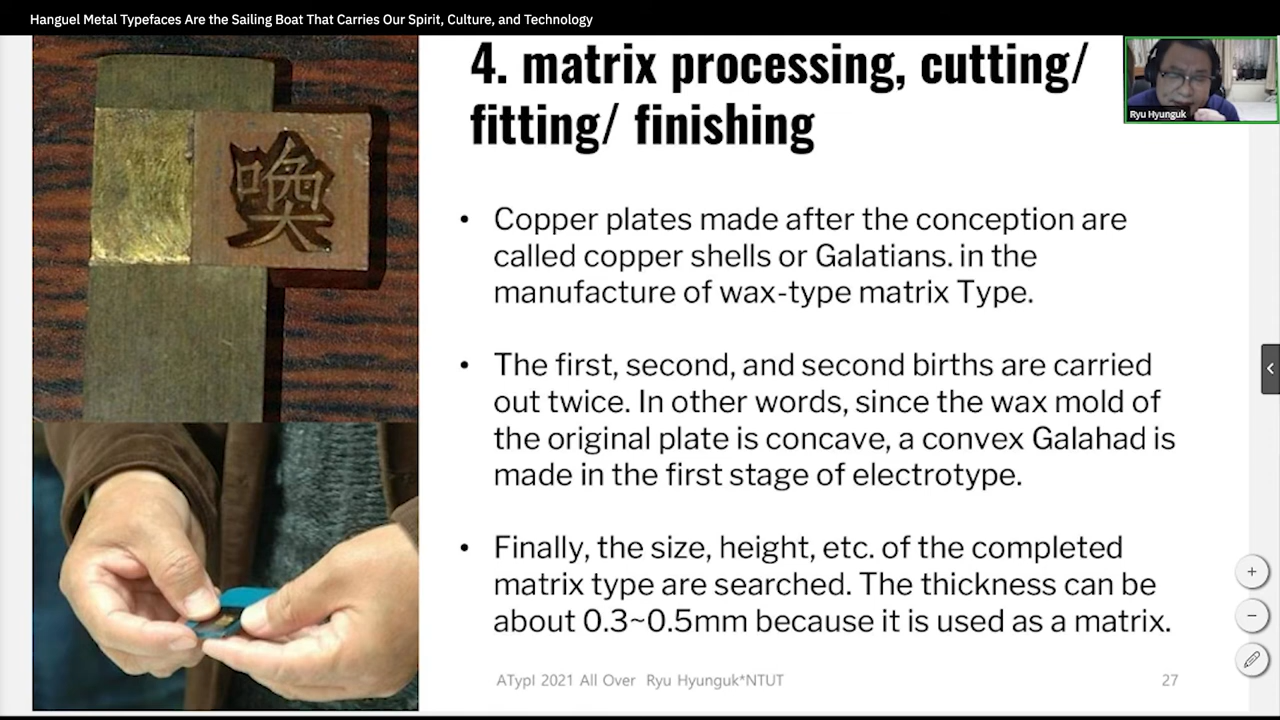 Hanguel Metal Typefaces Are the Sailing Boat That Carries Our Spirit, Culture, and Technology
4. matrix processing, cutting/
fitting/ finishing
Ryu Hyunguk
喚
• Copper plates made after the conception are
called copper shells or Galatians. in the
manufacture of wax-type matrix Type.
• The first, second, and second births are carried
out twice. In other words, since the wax mold of
the original plate is concave, a convex Galahad is
made in the first stage of electrotype.
• Finally, the size, height, etc. of the completed
matrix type are searched. The thickness can be
about 0.3~0.5mm because it is used as a matrix.
ATypI 2021 All Over Ryu Hyunguk*NTUT
27